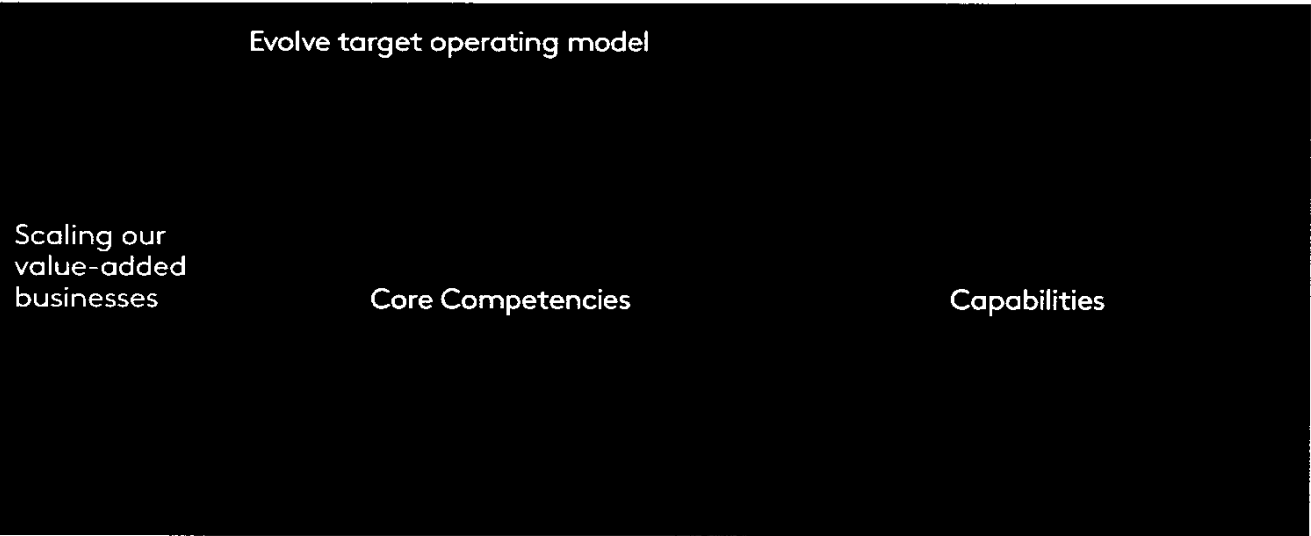 Evolve target operating model
Scaling our
value-added
businesses
Core Competencies
Capabilities